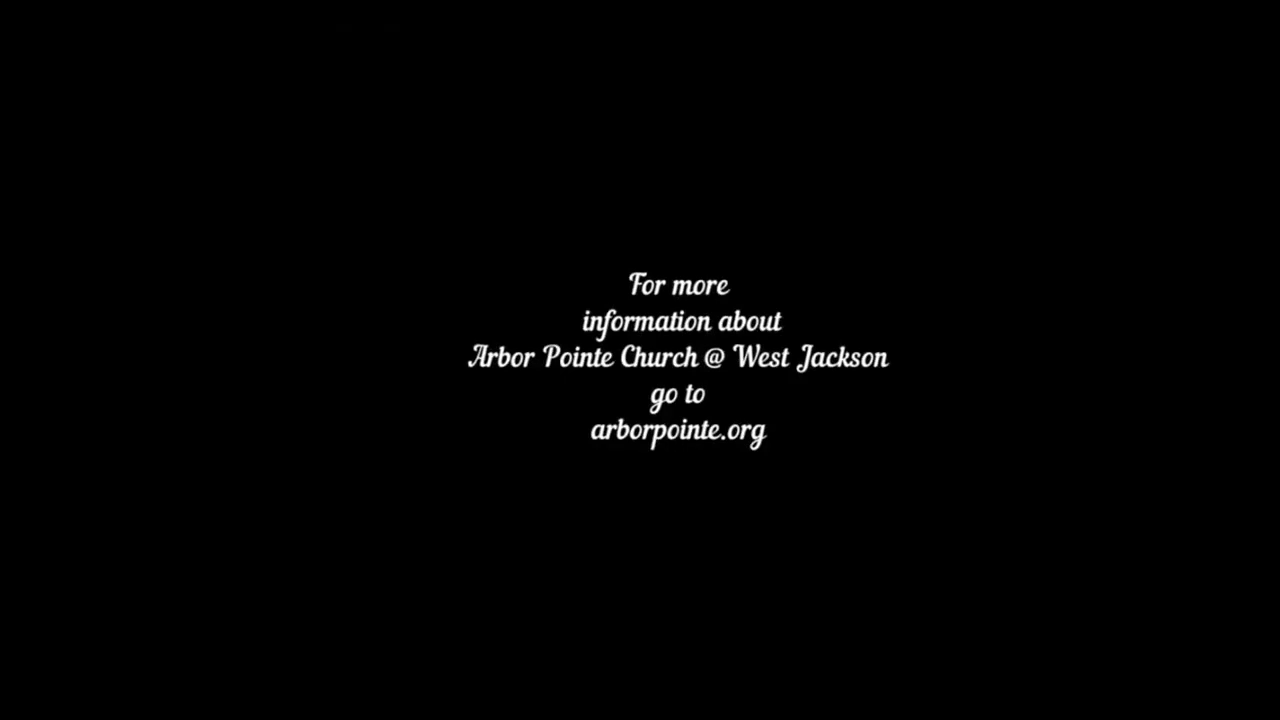 For more
information about
Arbor Pointe Church @ West Jackson
go to
arborpointe.org